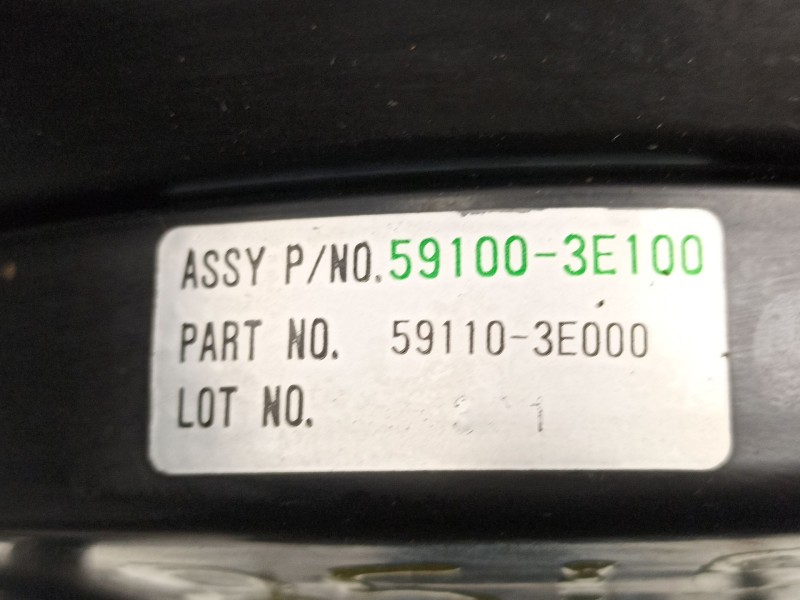 ASSY P/NO. 59100-3E100
PART NO. 59110-3E000
LOT NO.